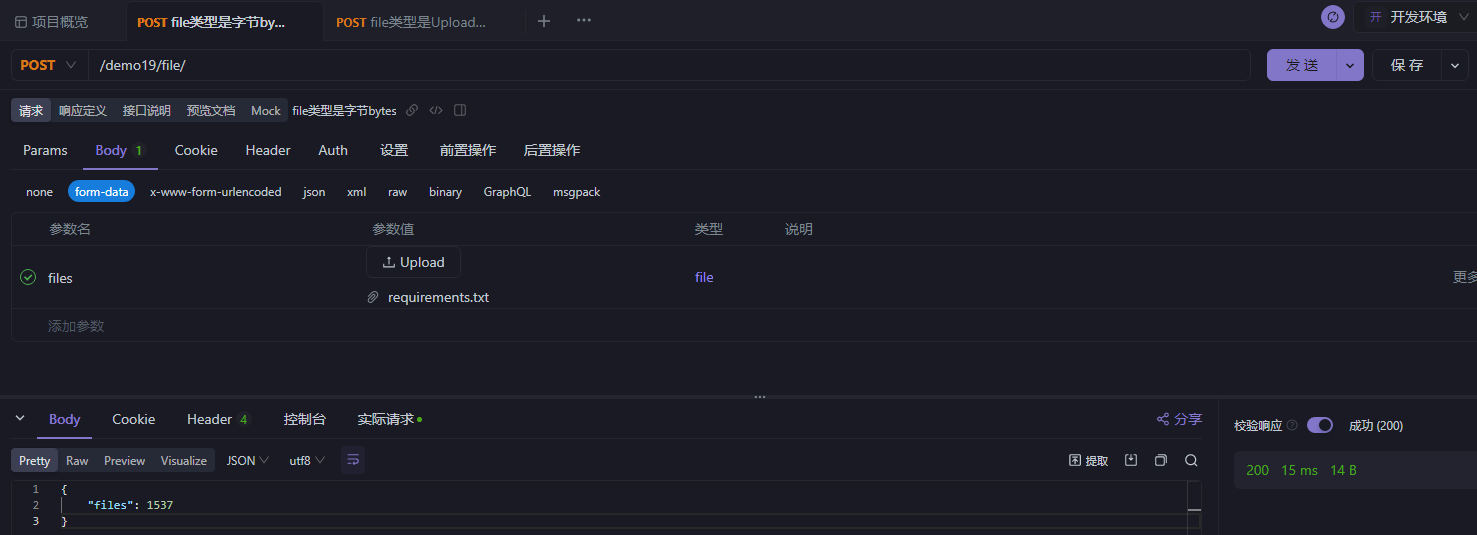 项目概览 POST file类型是字节by... POST file类型是Upload... 开 开发环境
POST /demo19/file/ 发 送 保 存
请求 响应定义 接口说明 预览文档 Mock file类型是字节bytes
Params Body 1 Cookie Header Auth 设置 前置操作 后置操作
none form-data x-www-form-urlencoded json xml raw binary GraphQL msgpack
参数名 参数值 类型 说明
Upload
files file 更多
requirements.txt
添加参数
Body Cookie Header 4 控制台 实际请求 分享 校验响应 成功 (200)
Pretty Raw Preview Visualize JSON utf8 提取 200 15 ms 14 B
1 {
2 "files": 1537
3 }